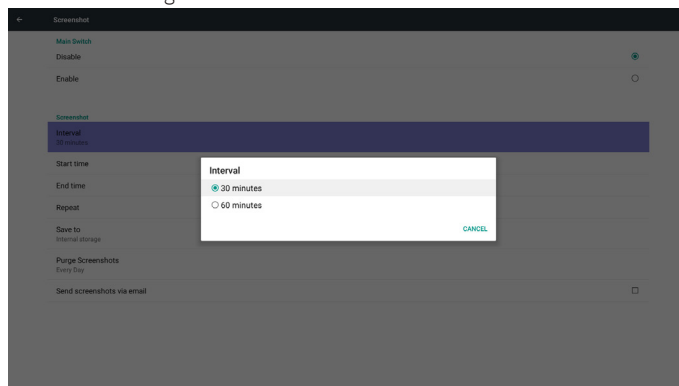 Screenshot
Main Switch
Disable
Enable
Screenshot
Interval
30 minutes
Start time
End time
Repeat
Save to
Internal storage
Purge Screenshots
Every Day
Send screenshots via email
Interval
30 minutes
60 minutes
CANCEL